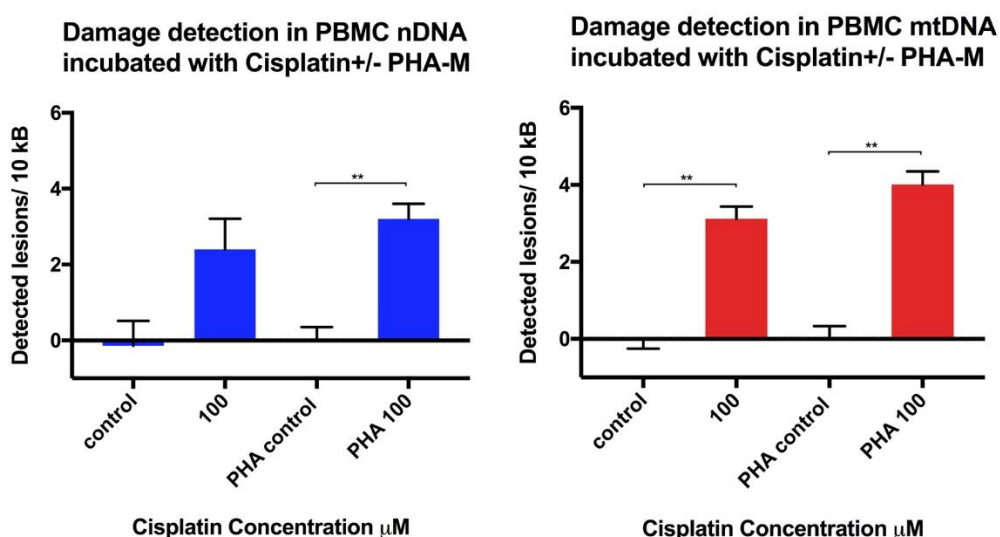 Damage detection in PBMC nDNA
incubated with Cisplatin+/- PHA-M
Detected lesions/ 10 kB
6
4
2
0
**
control
100
PHA control
PHA 100
Cisplatin Concentration μM
Damage detection in PBMC mtDNA
incubated with Cisplatin+/- PHA-M
Detected lesions/ 10 kB
6
4
2
0
**
**
control
100
PHA control
PHA 100
Cisplatin Concentration μM